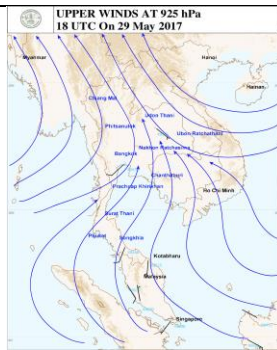 UPPER WINDS AT 925 hPa
18 UTC On 29 May 2017
Myanmar
Hanoi
Hainan
Chiang Mai
Udon Thani
Phitsanulok
Ubon Ratchathani
Nakhon Ratchasima
Bangkok
Chanthaburi
Prachuap Khirikhan
Ho Chi Minh
Surat Thani
Phuket
Songkhla
Kotabharu
Malaysia
Singapore